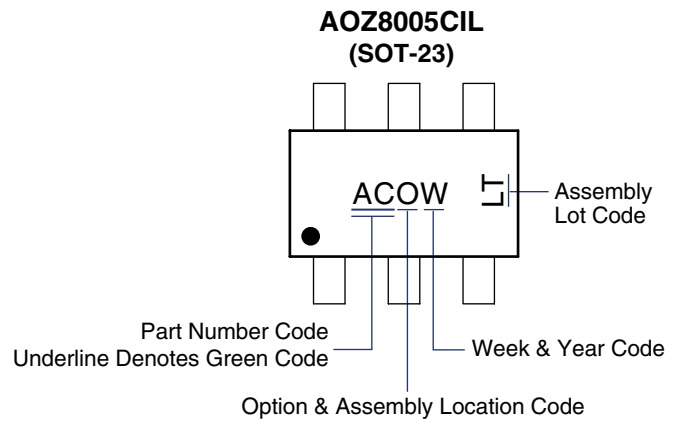 AOZ8005CIL
(SOT-23)
ACOW
LT
Assembly
Lot Code
Part Number Code
Underline Denotes Green Code
Week & Year Code
Option & Assembly Location Code